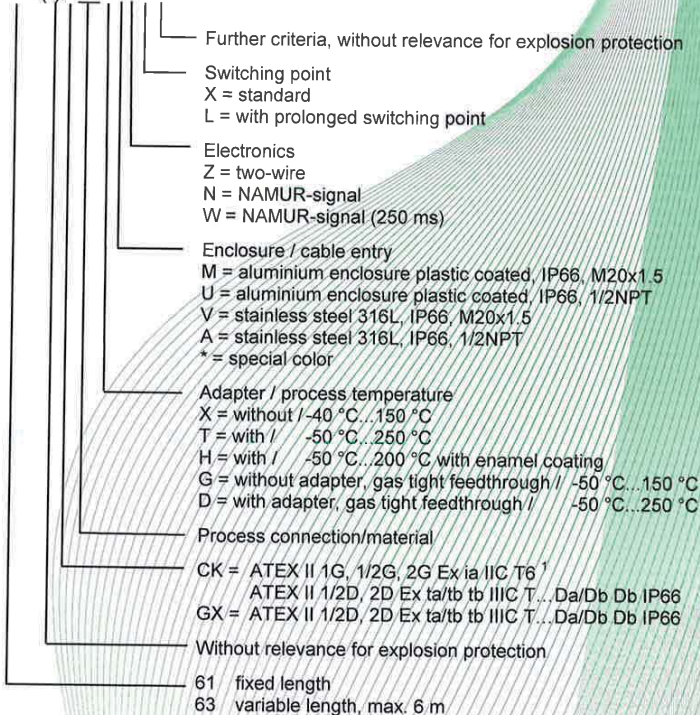 Further criteria, without relevance for explosion protection
Switching point
X = standard
L = with prolonged switching point
Electronics
Z = two-wire
N = NAMUR-signal
W = NAMUR-signal (250 ms)
Enclosure / cable entry
M = aluminium enclosure plastic coated, IP66, M20x1.5
U = aluminium enclosure plastic coated, IP66, 1/2NPT
V = stainless steel 316L, IP66, M20x1.5
A = stainless steel 316L, IP66, 1/2NPT
* = special color
Adapter / process temperature
X = without / -40 °C...150 °C
T = with / -50 °C...250 °C
H = with / -50 °C...200 °C with enamel coating
G = without adapter, gas tight feedthrough / -50 °C...150 °C
D = with adapter, gas tight feedthrough / -50 °C...250 °C
Process connection/material
CK = ATEX II 1G, 1/2G, 2G Ex ia IIC T6 ¹
ATEX II 1/2D, 2D Ex ta/tb tb IIIC T...Da/Db Db IP66
GX = ATEX II 1/2D, 2D Ex ta/tb tb IIIC T...Da/Db Db IP66
Without relevance for explosion protection
61 fixed length
63 variable length, max. 6 m